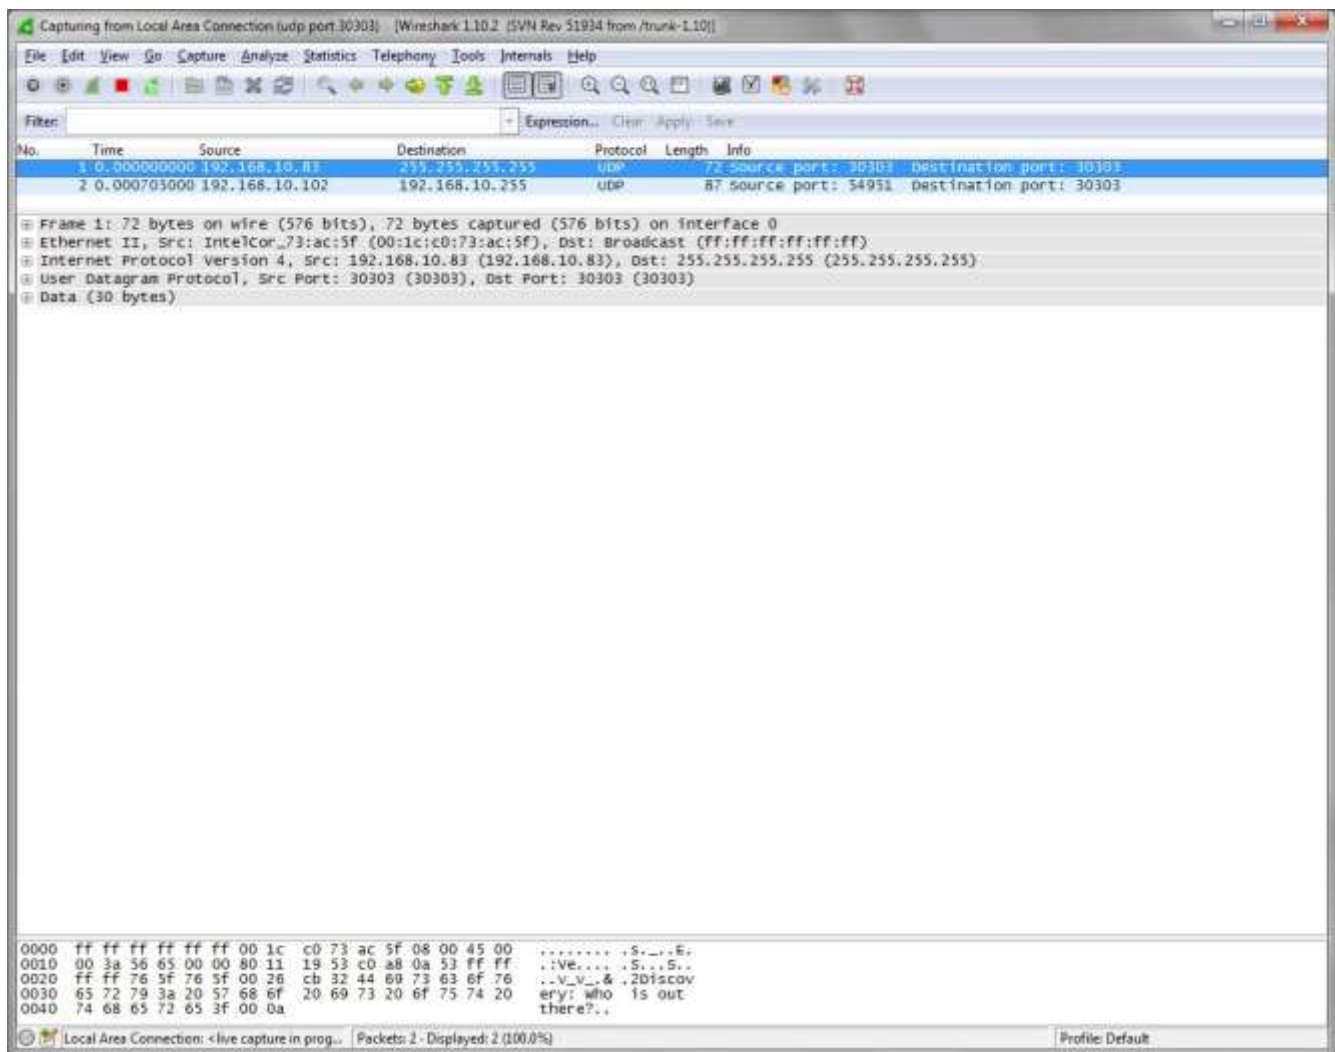 Capturing from Local Area Connection (udp port 30303) [Wireshark 1.10.2 (SVN Rev 51934 from /trunk-1.10)]
File Edit View Go Capture Analyze Statistics Telephony Tools Internals Help
Filter: Expression... Clear Apply Save
No. Time Source Destination Protocol Length Info
1 0.000000000 192.168.10.83 255.255.255.255 UDP 72 Source port: 30303 Destination port: 30303
2 0.000705000 192.168.10.102 192.168.10.255 UDP 87 Source port: 54951 Destination port: 30303
Frame 1: 72 bytes on wire (576 bits), 72 bytes captured (576 bits) on interface 0
Ethernet II, Src: IntelCor_73:ac:5f (00:1c:c0:73:ac:5f), Dst: Broadcast (ff:ff:ff:ff:ff:ff)
Internet Protocol Version 4, Src: 192.168.10.83 (192.168.10.83), Dst: 255.255.255.255 (255.255.255.255)
User Datagram Protocol, Src Port: 30303 (30303), Dst Port: 30303 (30303)
Data (30 bytes)
0000 ff ff ff ff ff ff 00 1c c0 73 ac 5f 08 00 45 00 ........ .s._..E.
0010 00 3a 56 65 00 00 80 11 19 53 c0 a8 0a 53 ff ff .:Ve.... .S...S..
0020 ff ff 76 5f 76 5f 00 26 cb 32 44 69 73 63 6f 76 ..v_v_.& .2Discov
0030 65 72 79 3a 20 57 68 6f 20 69 73 20 6f 75 74 20 ery: Who is out
0040 74 68 65 72 65 3f 00 0a there?..
Local Area Connection: <live capture in prog... Packets: 2 · Displayed: 2 (100.0%) Profile: Default